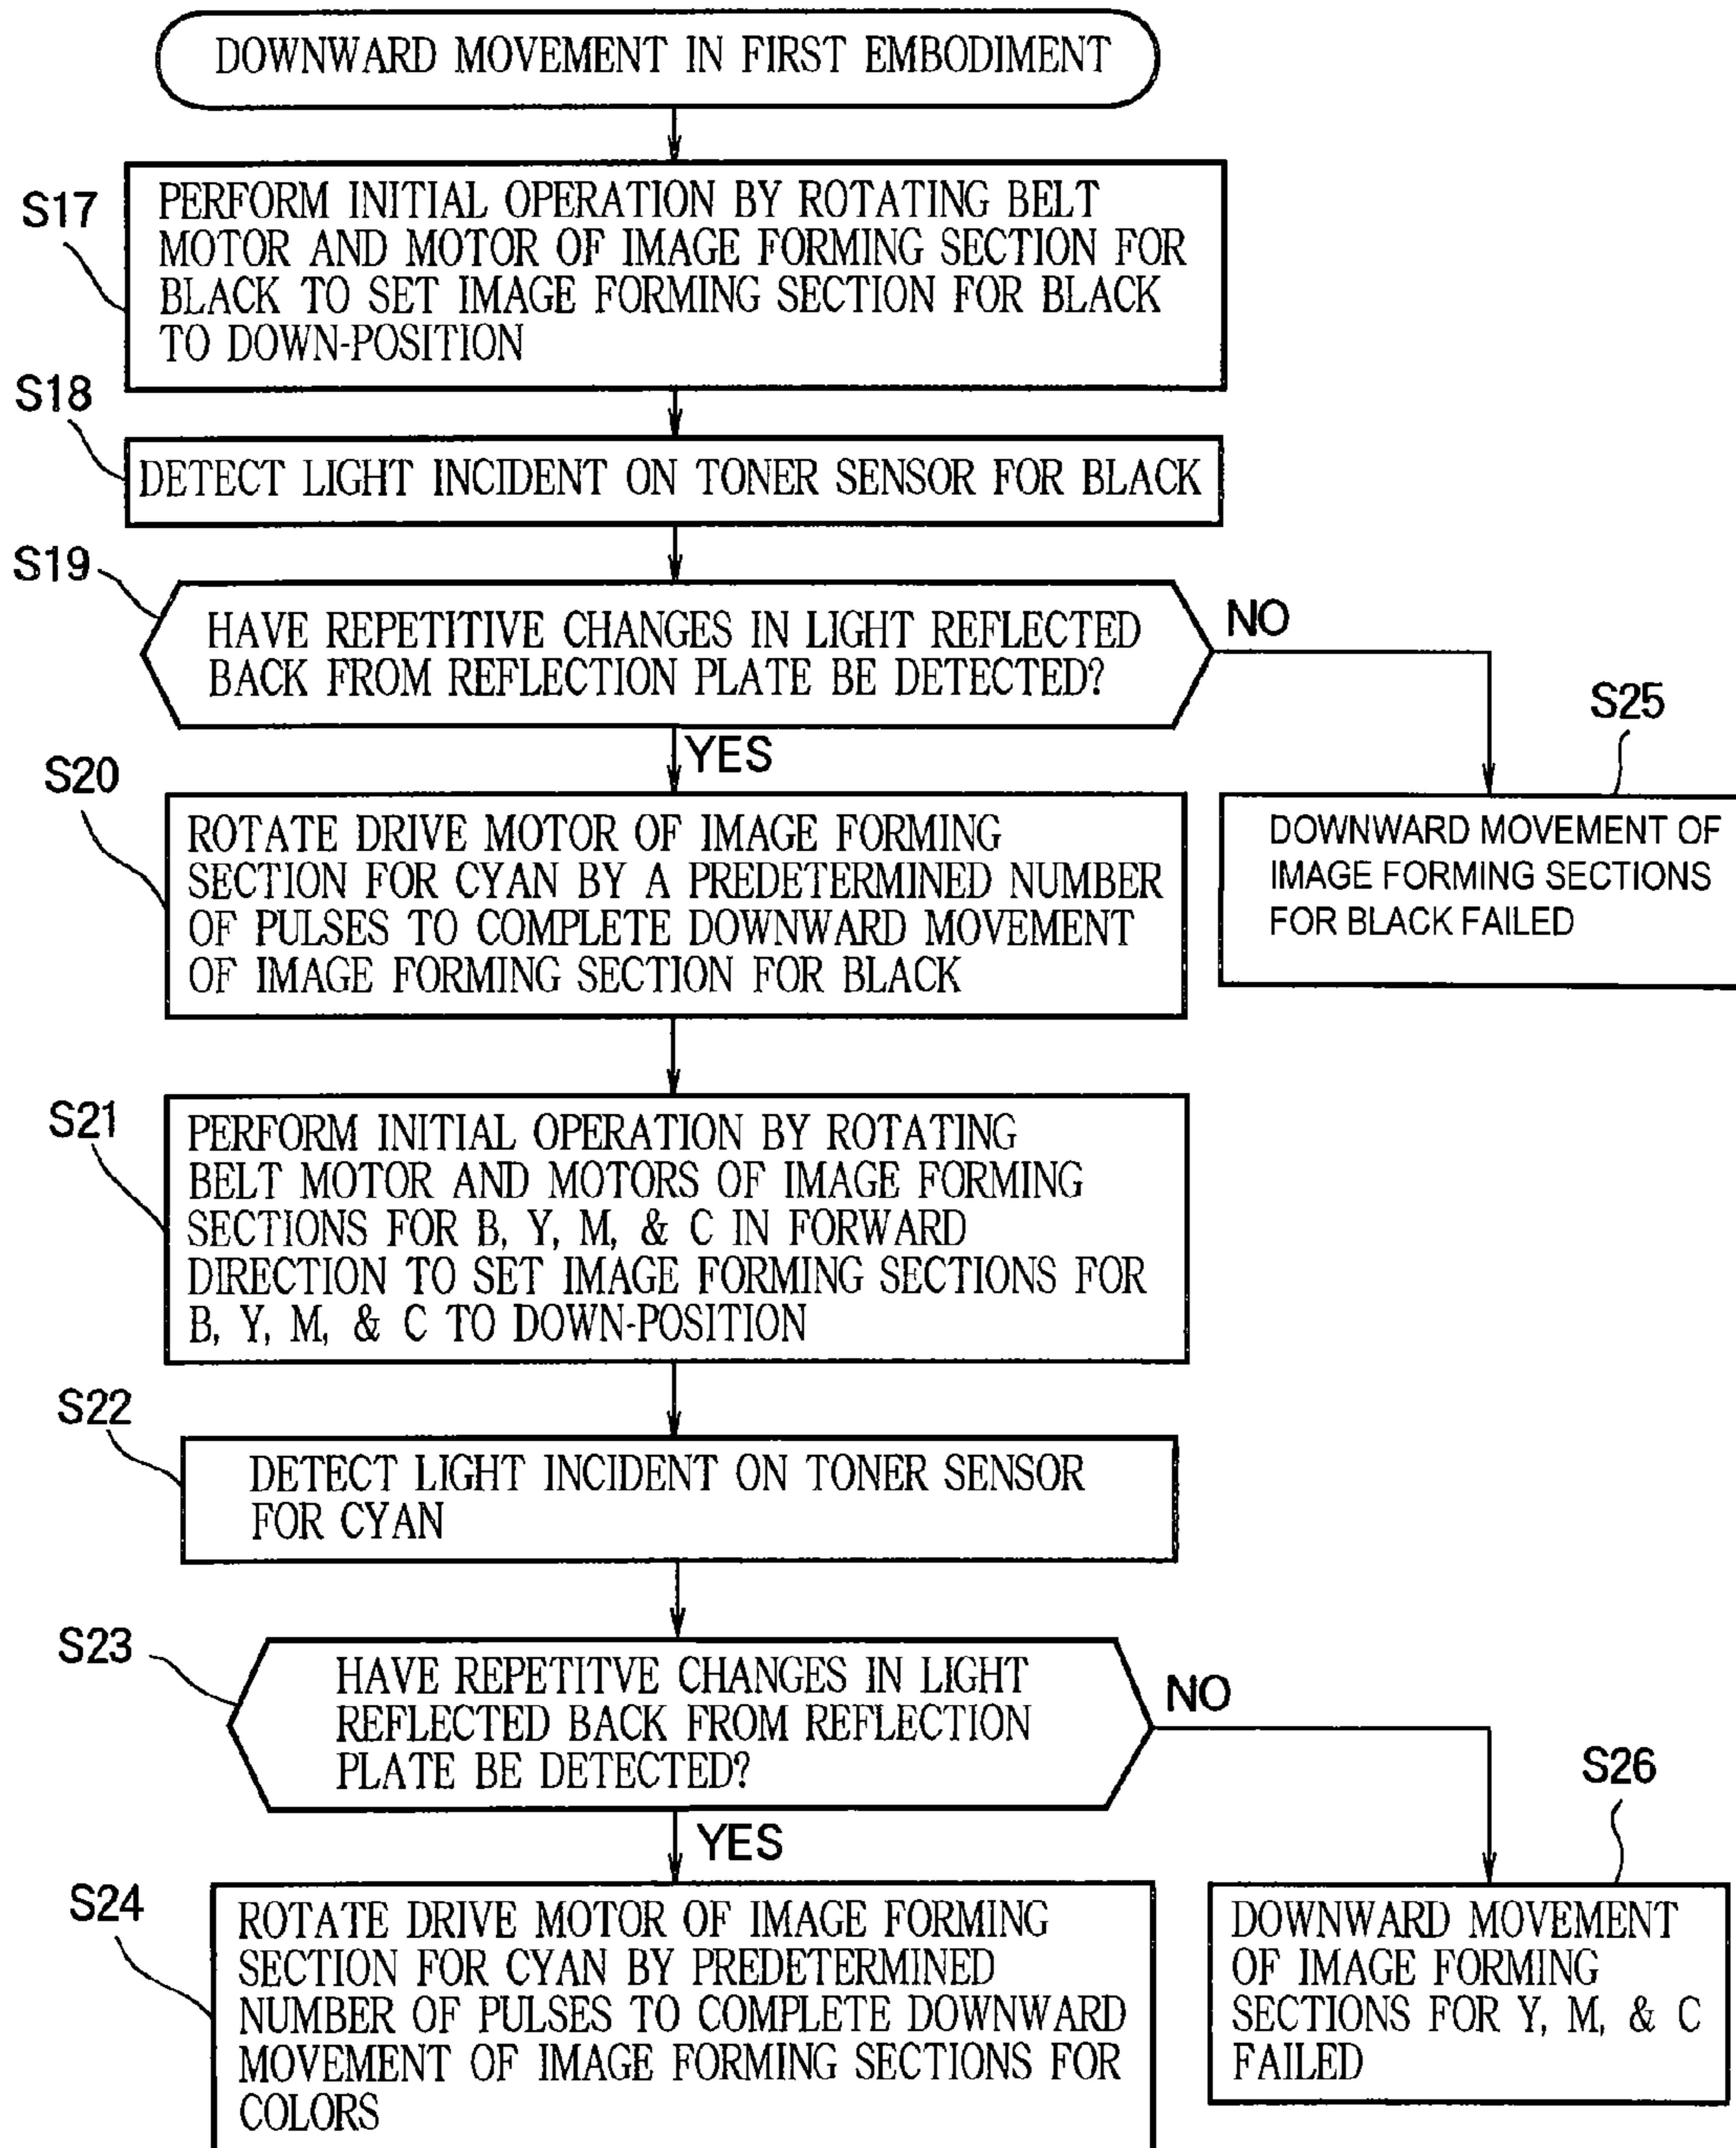 DOWNWARD MOVEMENT IN FIRST EMBODIMENT
S17
PERFORM INITIAL OPERATION BY ROTATING BELT
MOTOR AND MOTOR OF IMAGE FORMING SECTION FOR
BLACK TO SET IMAGE FORMING SECTION FOR BLACK
TO DOWN-POSITION
S18
DETECT LIGHT INCIDENT ON TONER SENSOR FOR BLACK
S19
HAVE REPETITIVE CHANGES IN LIGHT REFLECTED
BACK FROM REFLECTION PLATE BE DETECTED?
NO
YES
S25
DOWNWARD MOVEMENT OF
IMAGE FORMING SECTIONS
FOR BLACK FAILED
S20
ROTATE DRIVE MOTOR OF IMAGE FORMING
SECTION FOR CYAN BY A PREDETERMINED NUMBER
OF PULSES TO COMPLETE DOWNWARD MOVEMENT
OF IMAGE FORMING SECTION FOR BLACK
S21
PERFORM INITIAL OPERATION BY ROTATING
BELT MOTOR AND MOTORS OF IMAGE FORMING
SECTIONS FOR B, Y, M, & C IN FORWARD
DIRECTION TO SET IMAGE FORMING SECTIONS FOR
B, Y, M, & C TO DOWN-POSITION
S22
DETECT LIGHT INCIDENT ON TONER SENSOR
FOR CYAN
S23
HAVE REPETITVE CHANGES IN LIGHT
REFLECTED BACK FROM REFLECTION
PLATE BE DETECTED?
NO
YES
S26
DOWNWARD MOVEMENT
OF IMAGE FORMING
SECTIONS FOR Y, M, & C
FAILED
S24
ROTATE DRIVE MOTOR OF IMAGE FORMING
SECTION FOR CYAN BY PREDETERMINED
NUMBER OF PULSES TO COMPLETE DOWNWARD
MOVEMENT OF IMAGE FORMING SECTIONS FOR
COLORS